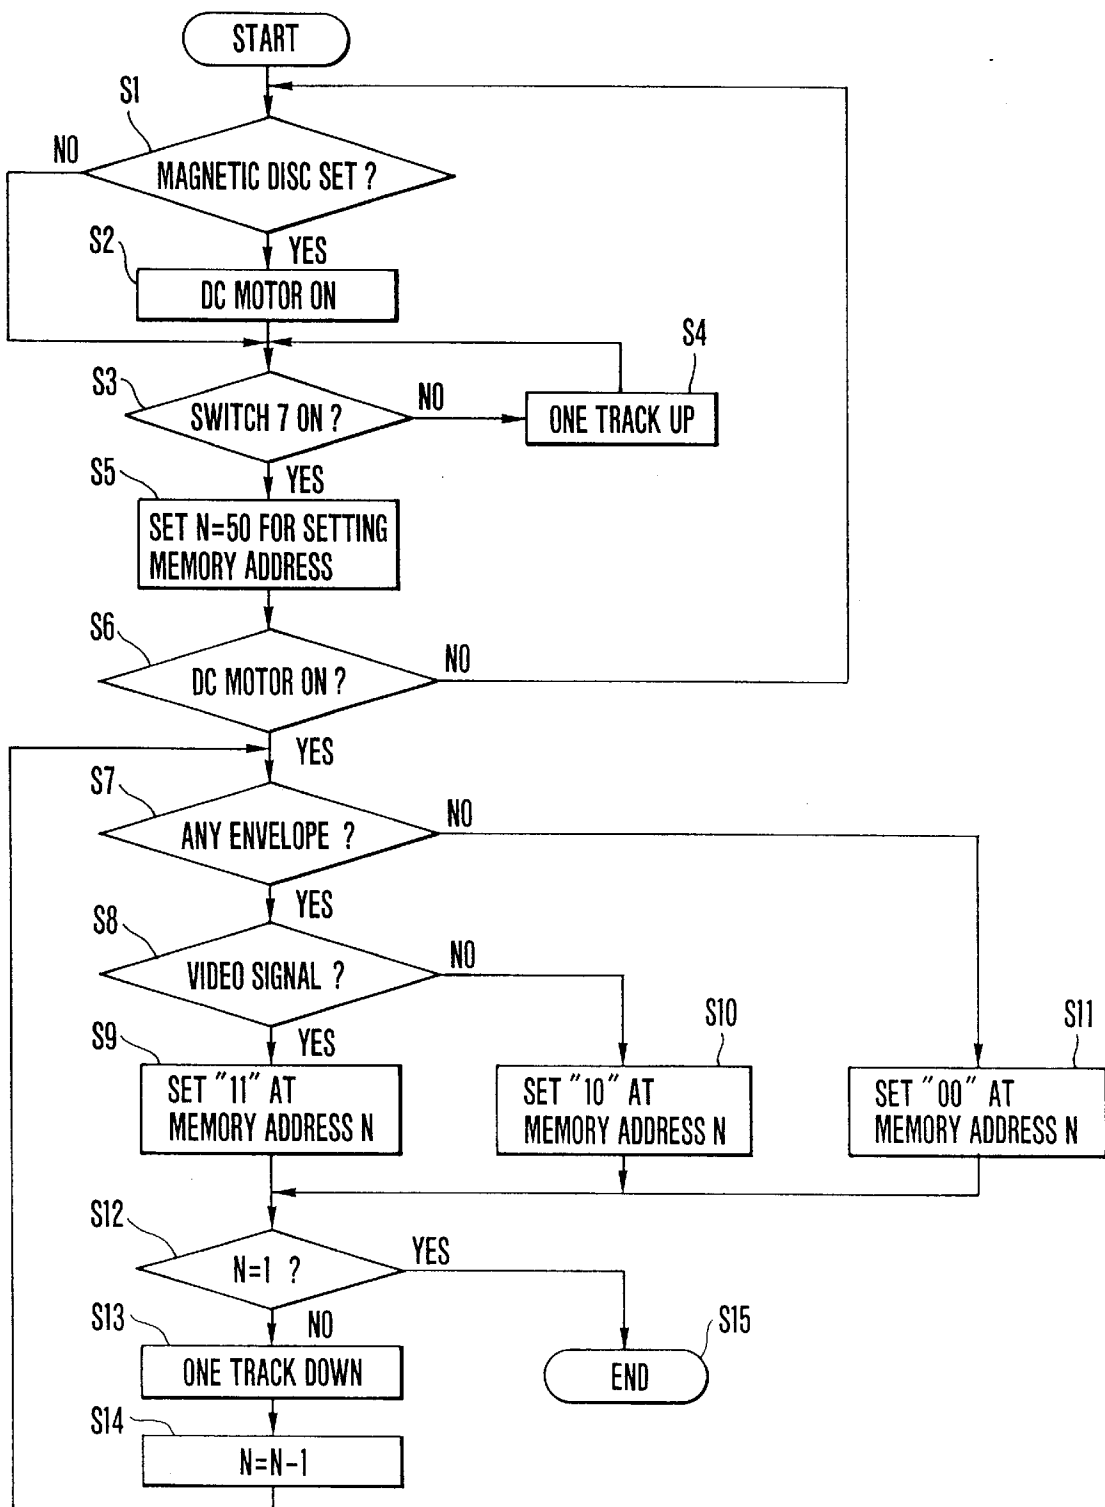 START
S1
NO
MAGNETIC DISC SET ?
S2
YES
DC MOTOR ON
S4
S3
SWITCH 7 ON ?
NO
ONE TRACK UP
S5
YES
SET N=50 FOR SETTING
MEMORY ADDRESS
S6
DC MOTOR ON ?
NO
YES
S7
ANY ENVELOPE ?
NO
YES
S8
VIDEO SIGNAL ?
NO
S9
YES
S10
S11
SET "11" AT
MEMORY ADDRESS N
SET "10" AT
MEMORY ADDRESS N
SET "00" AT
MEMORY ADDRESS N
S12
N=1 ?
YES
S13
NO
S15
ONE TRACK DOWN
END
S14
N=N-1